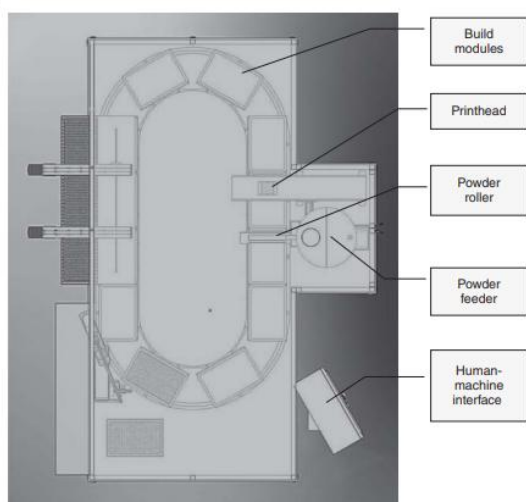 Build
modules
Printhead
Powder
roller
Powder
feeder
Human-
machine
interface